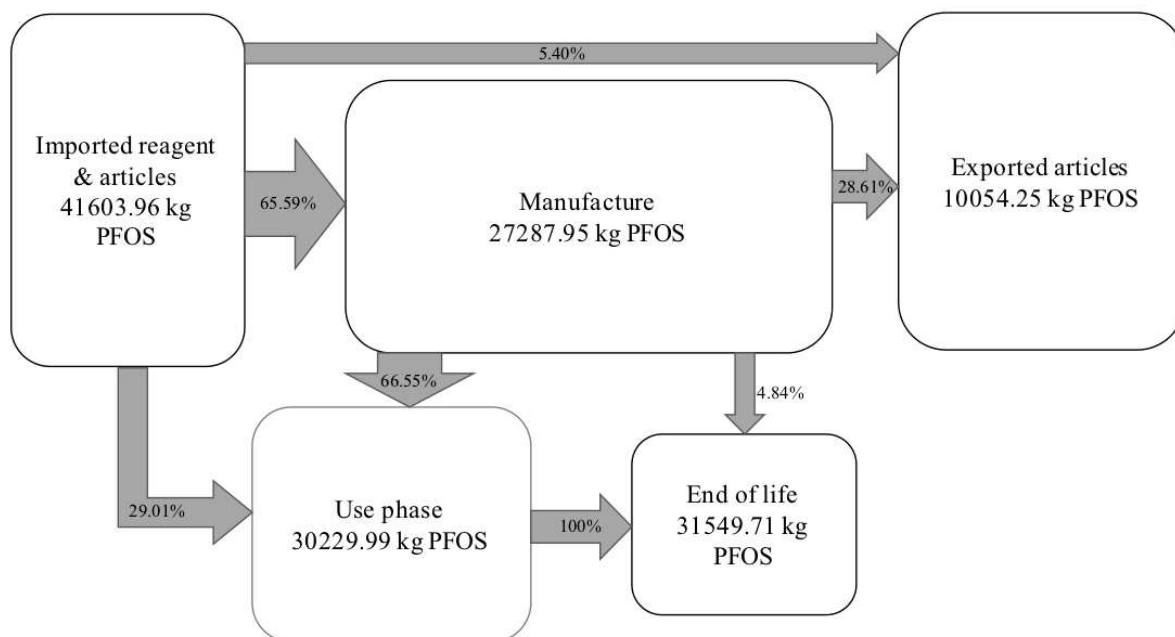 5.40%
Imported reagent
& articles
41603.96 kg
PFOS
65.59%
Manufacture
27287.95 kg PFOS
28.61%
Exported articles
10054.25 kg PFOS
66.55%
4.84%
29.01%
Use phase
30229.99 kg PFOS
100%
End of life
31549.71 kg
PFOS